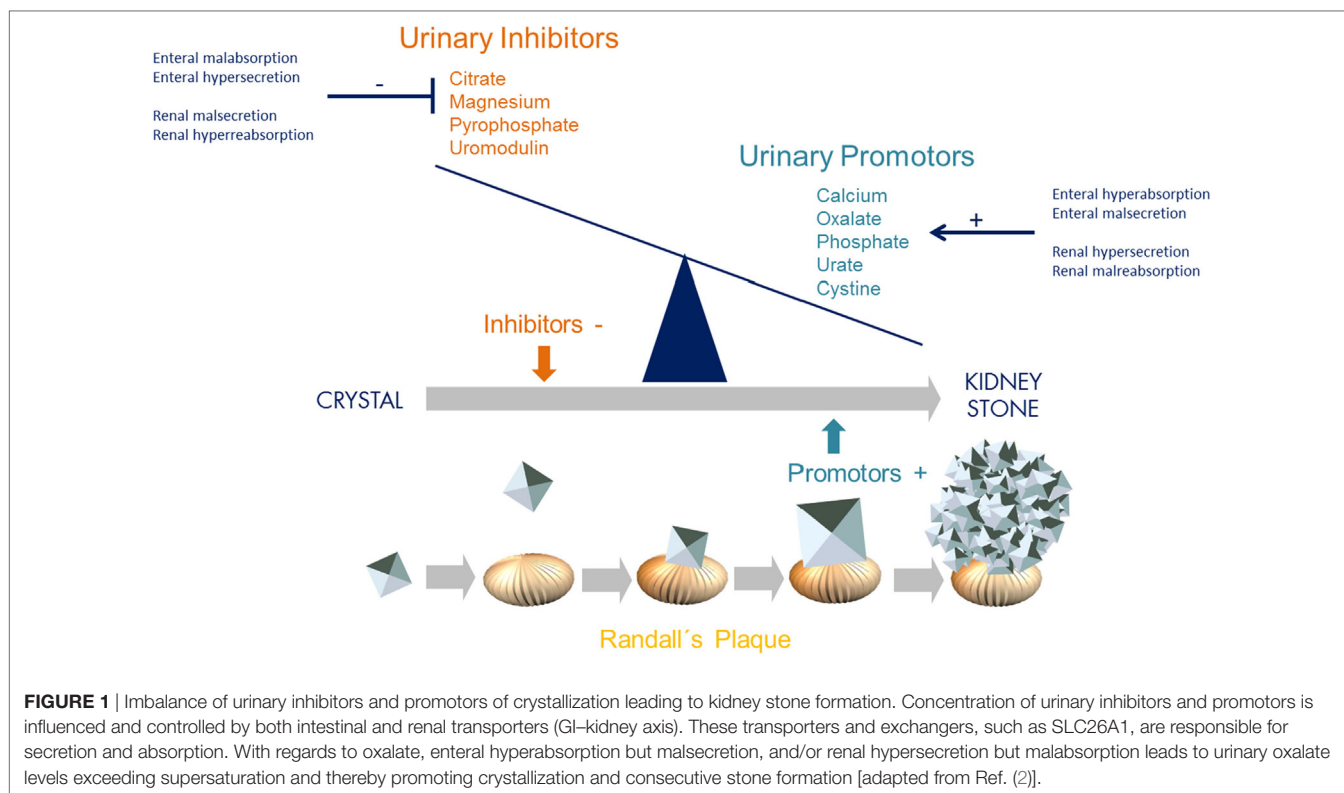 Urinary Inhibitors
Enteral malabsorption
Enteral hypersecretion
-
Renal malsecretion
Renal hyperreabsorption
Citrate
Magnesium
Pyrophosphate
Uromodulin
Urinary Promotors
Calcium
Oxalate
Phosphate
Urate
Cystine
Enteral hyperabsorption
Enteral malsecretion
+
Renal hypersecretion
Renal malreabsorption
Inhibitors -
CRYSTAL
KIDNEY
STONE
Promotors +
Randall´s Plaque
FIGURE 1 | Imbalance of urinary inhibitors and promotors of crystallization leading to kidney stone formation. Concentration of urinary inhibitors and promotors is
influenced and controlled by both intestinal and renal transporters (GI–kidney axis). These transporters and exchangers, such as SLC26A1, are responsible for
secretion and absorption. With regards to oxalate, enteral hyperabsorption but malsecretion, and/or renal hypersecretion but malabsorption leads to urinary oxalate
levels exceeding supersaturation and thereby promoting crystallization and consecutive stone formation [adapted from Ref. (2)].